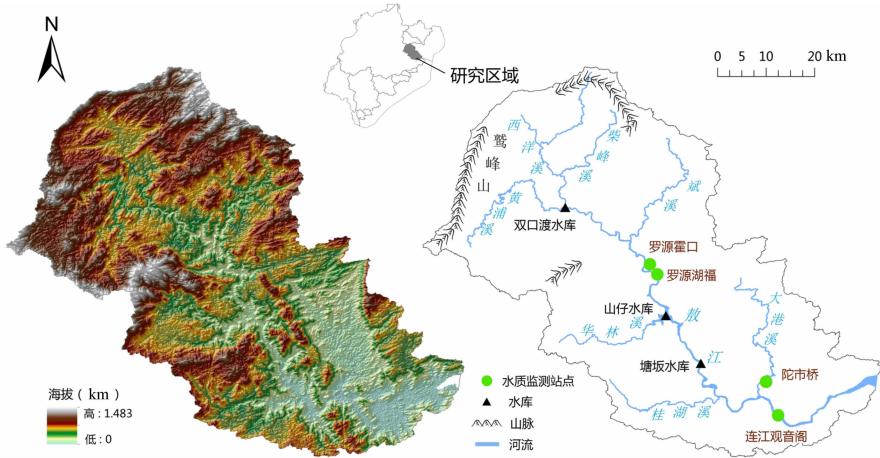 N
研究区域
0 10 20 km
西洋溪
柴峰溪
鹫峰山
黄浦溪
斌溪
双口渡水库
罗源霍口
罗源湖福
山仔水库
敖江
大港溪
华林溪
塘坂水库
陀市桥
桂湖溪
连江观音阁
海拔 ( km )
高 : 1.483
低 : 0
水质监测站点
水库
山脉
河流